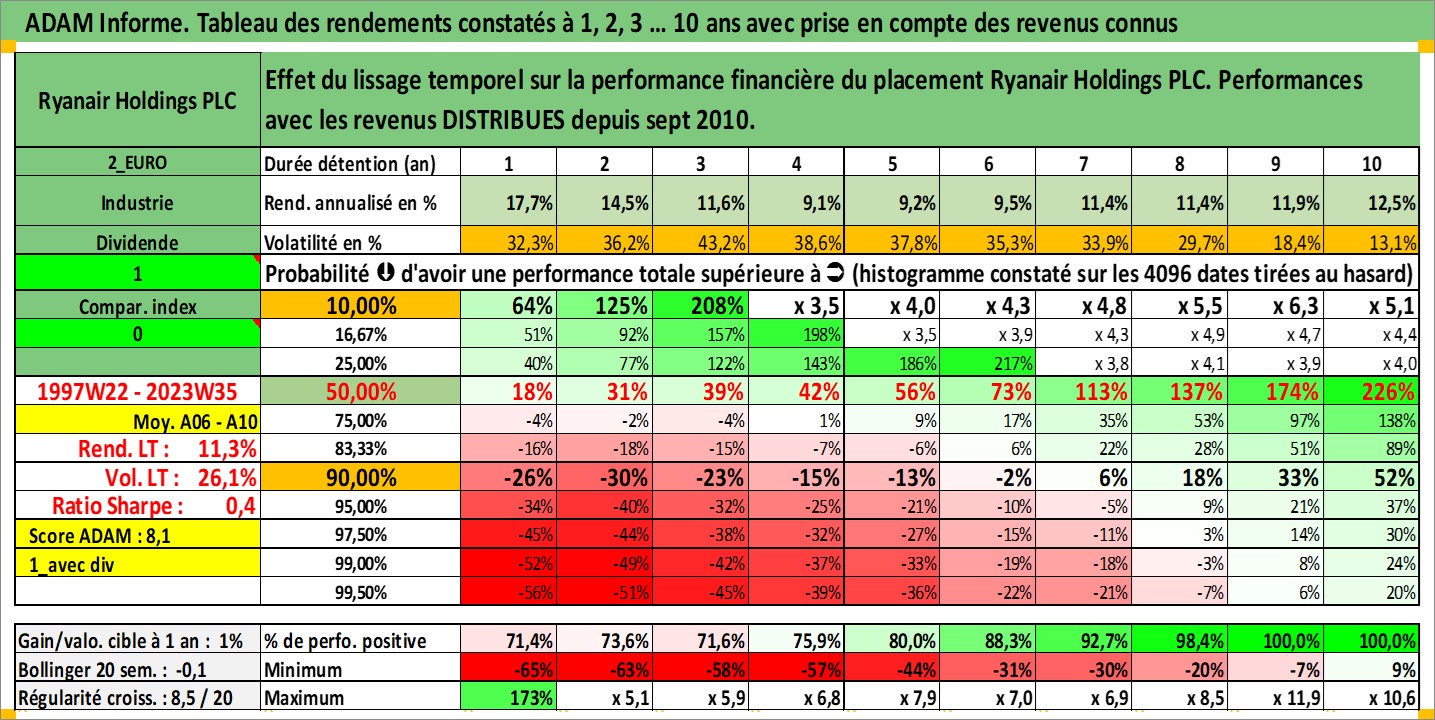 ADAM Informe. Tableau des rendements constatés à 1, 2, 3 ... 10 ans avec prise en compte des revenus connus
Ryanair Holdings PLC
Effet du lissage temporel sur la performance financière du placement Ryanair Holdings PLC. Performances
avec les revenus DISTRIBUES depuis sept 2010.
2_EURO Durée détention (an) 1 2 3 4 5 6 7 8 9 10
Industrie Rend. annualisé en % 17,7% 14,5% 11,6% 9,1% 9,2% 9,5% 11,4% 11,4% 11,9% 12,5%
Dividende Volatilité en % 32,3% 36,2% 43,2% 38,6% 37,8% 35,3% 33,9% 29,7% 18,4% 13,1%
1 Probabilité ⬇ d'avoir une performance totale supérieure à ➲ (histogramme constaté sur les 4096 dates tirées au hasard)
Compar. index 10,00% 64% 125% 208% x 3,5 x 4,0 x 4,3 x 4,8 x 5,5 x 6,3 x 5,1
0 16,67% 51% 92% 157% 198% x 3,5 x 3,9 x 4,3 x 4,9 x 4,7 x 4,4
25,00% 40% 77% 122% 143% 186% 217% x 3,8 x 4,1 x 3,9 x 4,0
1997W22 - 2023W35 50,00% 18% 31% 39% 42% 56% 73% 113% 137% 174% 226%
Moy. A06 - A10 75,00% -4% -2% -4% 1% 9% 17% 35% 53% 97% 138%
Rend. LT : 11,3% 83,33% -16% -18% -15% -7% -6% 6% 22% 28% 51% 89%
Vol. LT : 26,1% 90,00% -26% -30% -23% -15% -13% -2% 6% 18% 33% 52%
Ratio Sharpe : 0,4 95,00% -34% -40% -32% -25% -21% -10% -5% 9% 21% 37%
Score ADAM : 8,1 97,50% -45% -44% -38% -32% -27% -15% -11% 3% 14% 30%
1_avec div 99,00% -52% -49% -42% -37% -33% -19% -18% -3% 8% 24%
99,50% -56% -51% -45% -39% -36% -22% -21% -7% 6% 20%
Gain/valo. cible à 1 an : 1% % de perfo. positive 71,4% 73,6% 71,6% 75,9% 80,0% 88,3% 92,7% 98,4% 100,0% 100,0%
Bollinger 20 sem. : -0,1 Minimum -65% -63% -58% -57% -44% -31% -30% -20% -7% 9%
Régularité croiss. : 8,5 / 20 Maximum 173% x 5,1 x 5,9 x 6,8 x 7,9 x 7,0 x 6,9 x 8,5 x 11,9 x 10,6